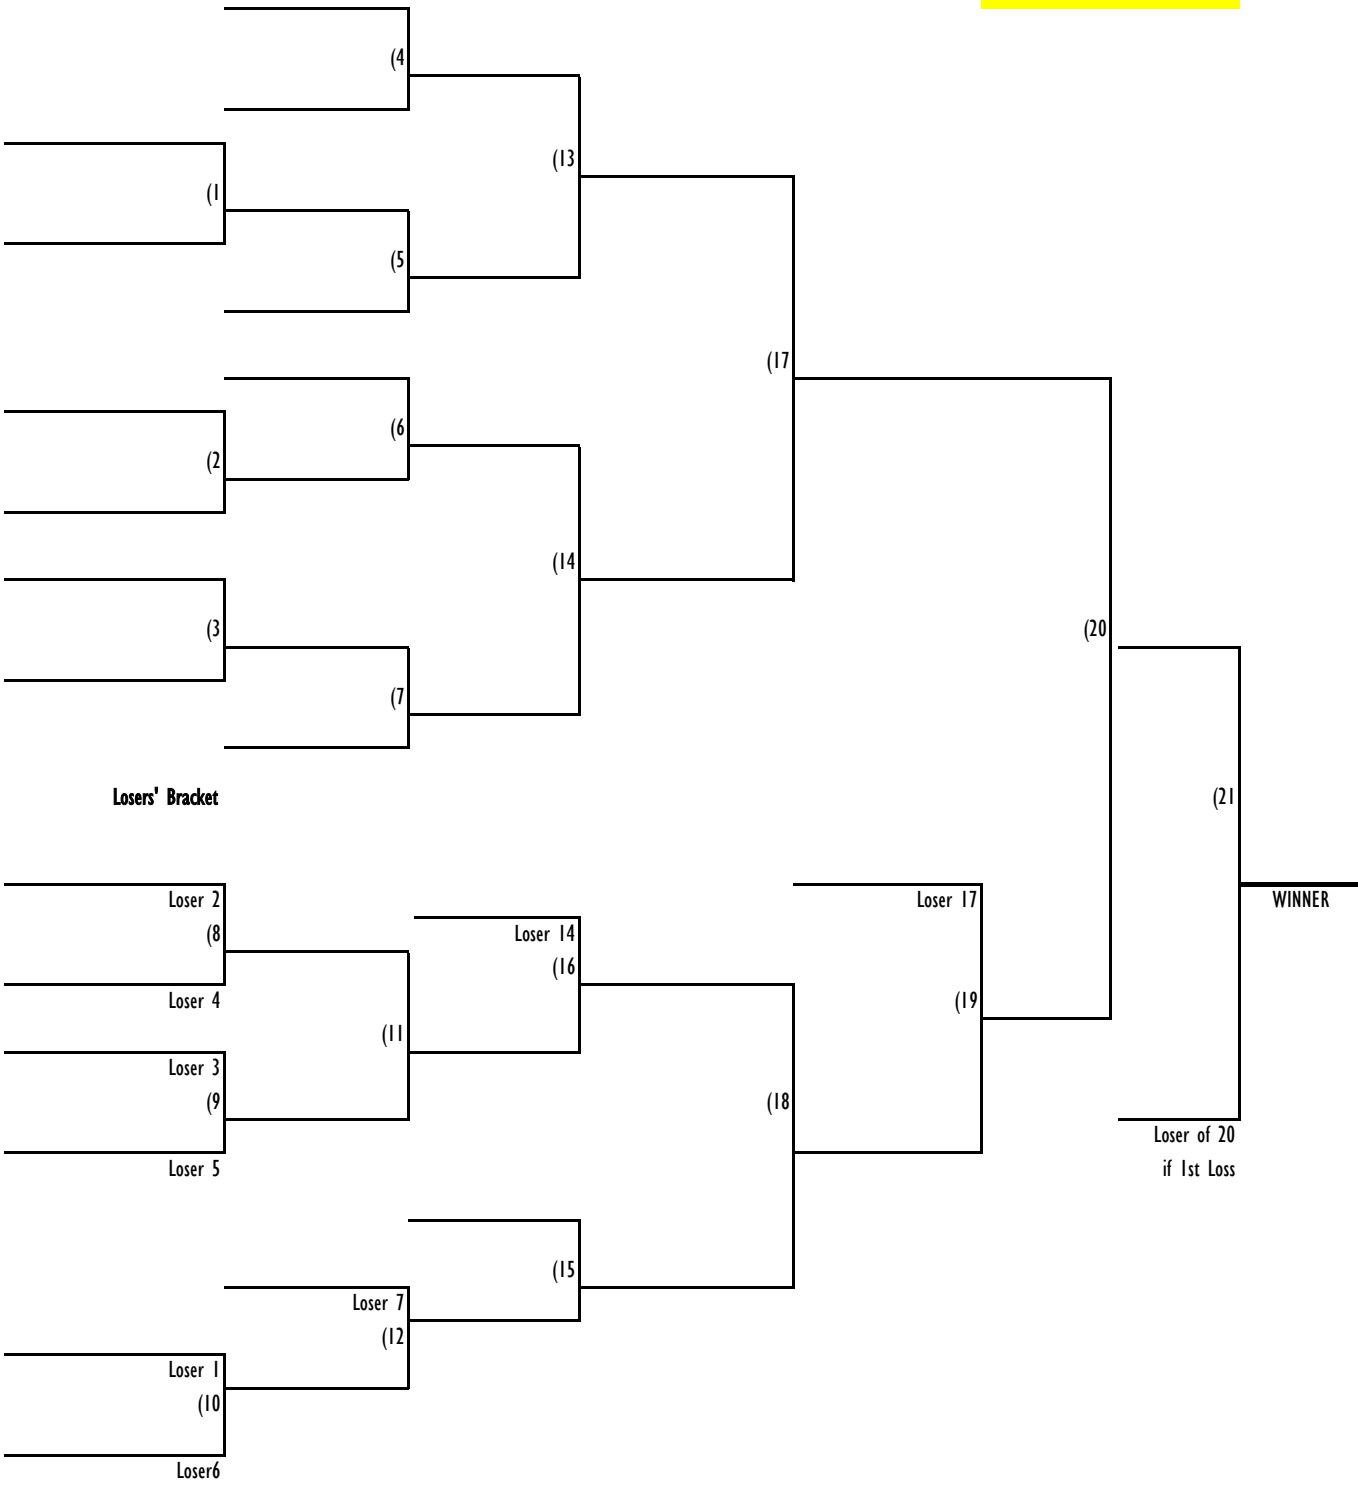 (4
(13
(1
(5
(17
(6
(2
(14
(3
(20
(7
Losers' Bracket
(21
Loser 2
Loser 17
WINNER
(8
Loser 14
(16
Loser 4
(19
(11
Loser 3
(9
(18
Loser of 20
Loser 5
if 1st Loss
(15
Loser 7
(12
Loser 1
(10
Loser6